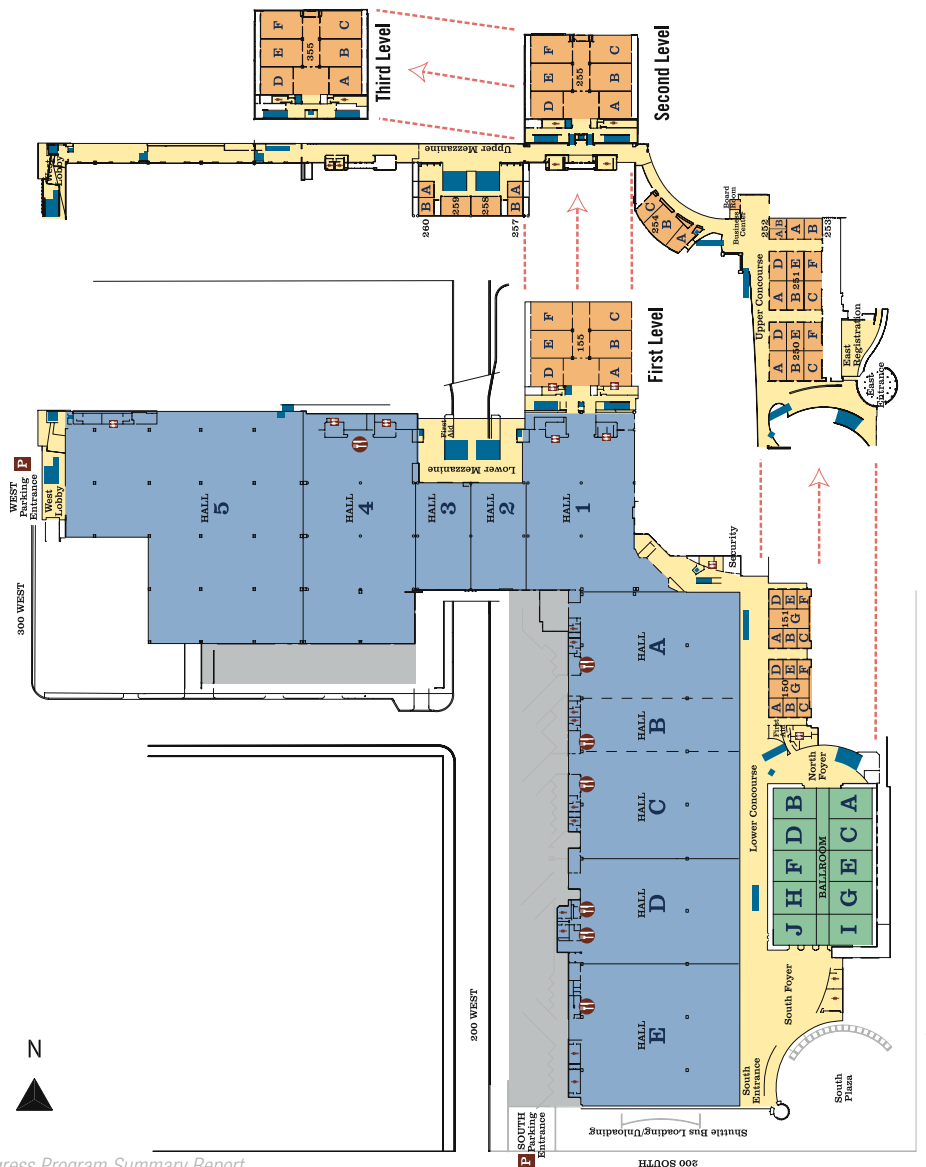 F
E
D
355
C
B
A
Third Level
F
E
D
255
C
B
A
Second Level
West
Lobby
Upper Mezzanine
B
A
259
258
B
A
260
257
254
C
B
A
Board
Room
Business
Center
252
A
B
A
B
253
Upper Concourse
A
D
B
251
E
C
F
A
D
B
250
E
C
F
East
Registration
East
Entrance
F
E
D
155
C
B
A
First Level
WEST
Parking
Entrance
P
West
Lobby
300 WEST
HALL
5
HALL
4
HALL
3
HALL
2
HALL
1
First
Aid
Lower Mezzanine
Security
HALL
A
HALL
B
HALL
C
HALL
D
HALL
E
A
D
B
151
E
G
C
F
A
D
B
150
E
G
C
F
First
Aid
North
Foyer
Lower Concourse
J
H
F
D
B
BALLROOM
I
G
E
C
A
200 WEST
South Foyer
South
Entrance
South
Plaza
P SOUTH
Parking
Entrance
Shuttle Bus Loading/Unloading
200 SOUTH
N
gress Program Summary Report